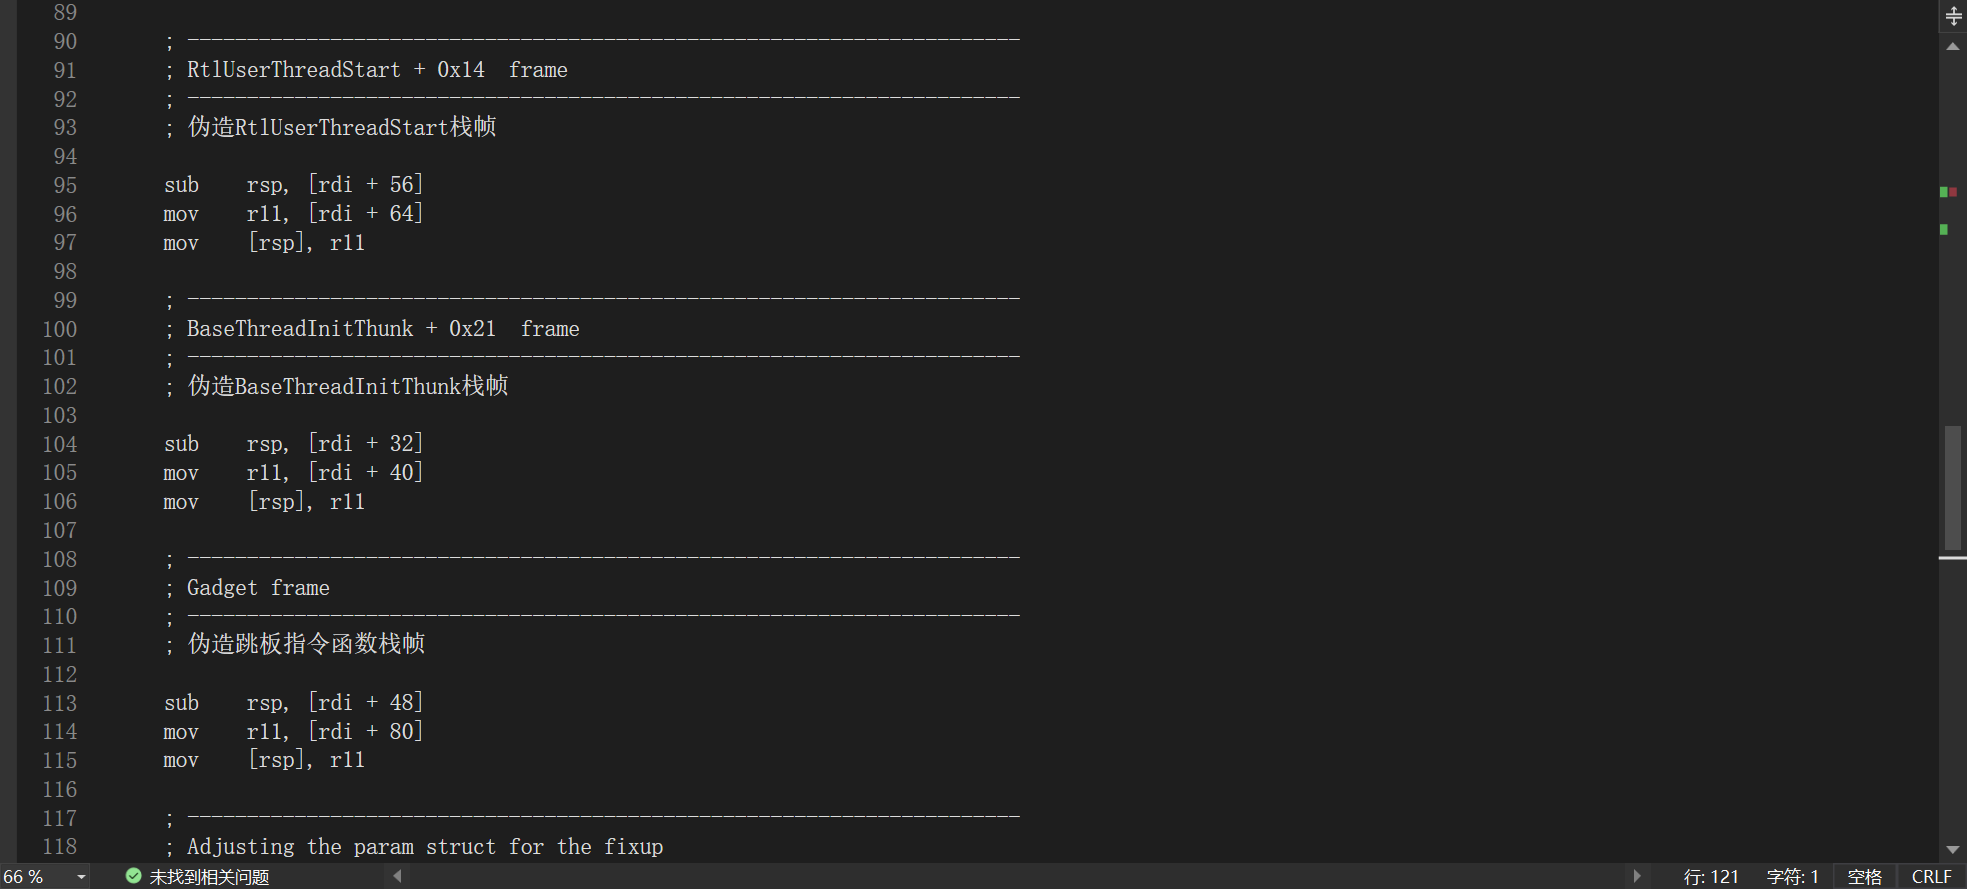 89
90 ; ----------------------------------------------------------------------
91 ; RtlUserThreadStart + 0x14  frame
92 ; ----------------------------------------------------------------------
93 ; 伪造RtlUserThreadStart栈帧
94
95 sub    rsp, [rdi + 56]
96 mov    r11, [rdi + 64]
97 mov    [rsp], r11
98
99 ; ----------------------------------------------------------------------
100 ; BaseThreadInitThunk + 0x21  frame
101 ; ----------------------------------------------------------------------
102 ; 伪造BaseThreadInitThunk栈帧
103
104 sub    rsp, [rdi + 32]
105 mov    r11, [rdi + 40]
106 mov    [rsp], r11
107
108 ; ----------------------------------------------------------------------
109 ; Gadget frame
110 ; ----------------------------------------------------------------------
111 ; 伪造跳板指令函数栈帧
112
113 sub    rsp, [rdi + 48]
114 mov    r11, [rdi + 80]
115 mov    [rsp], r11
116
117 ; ----------------------------------------------------------------------
118 ; Adjusting the param struct for the fixup
66 % 未找到相关问题 行: 121 字符: 1 空格 CRLF